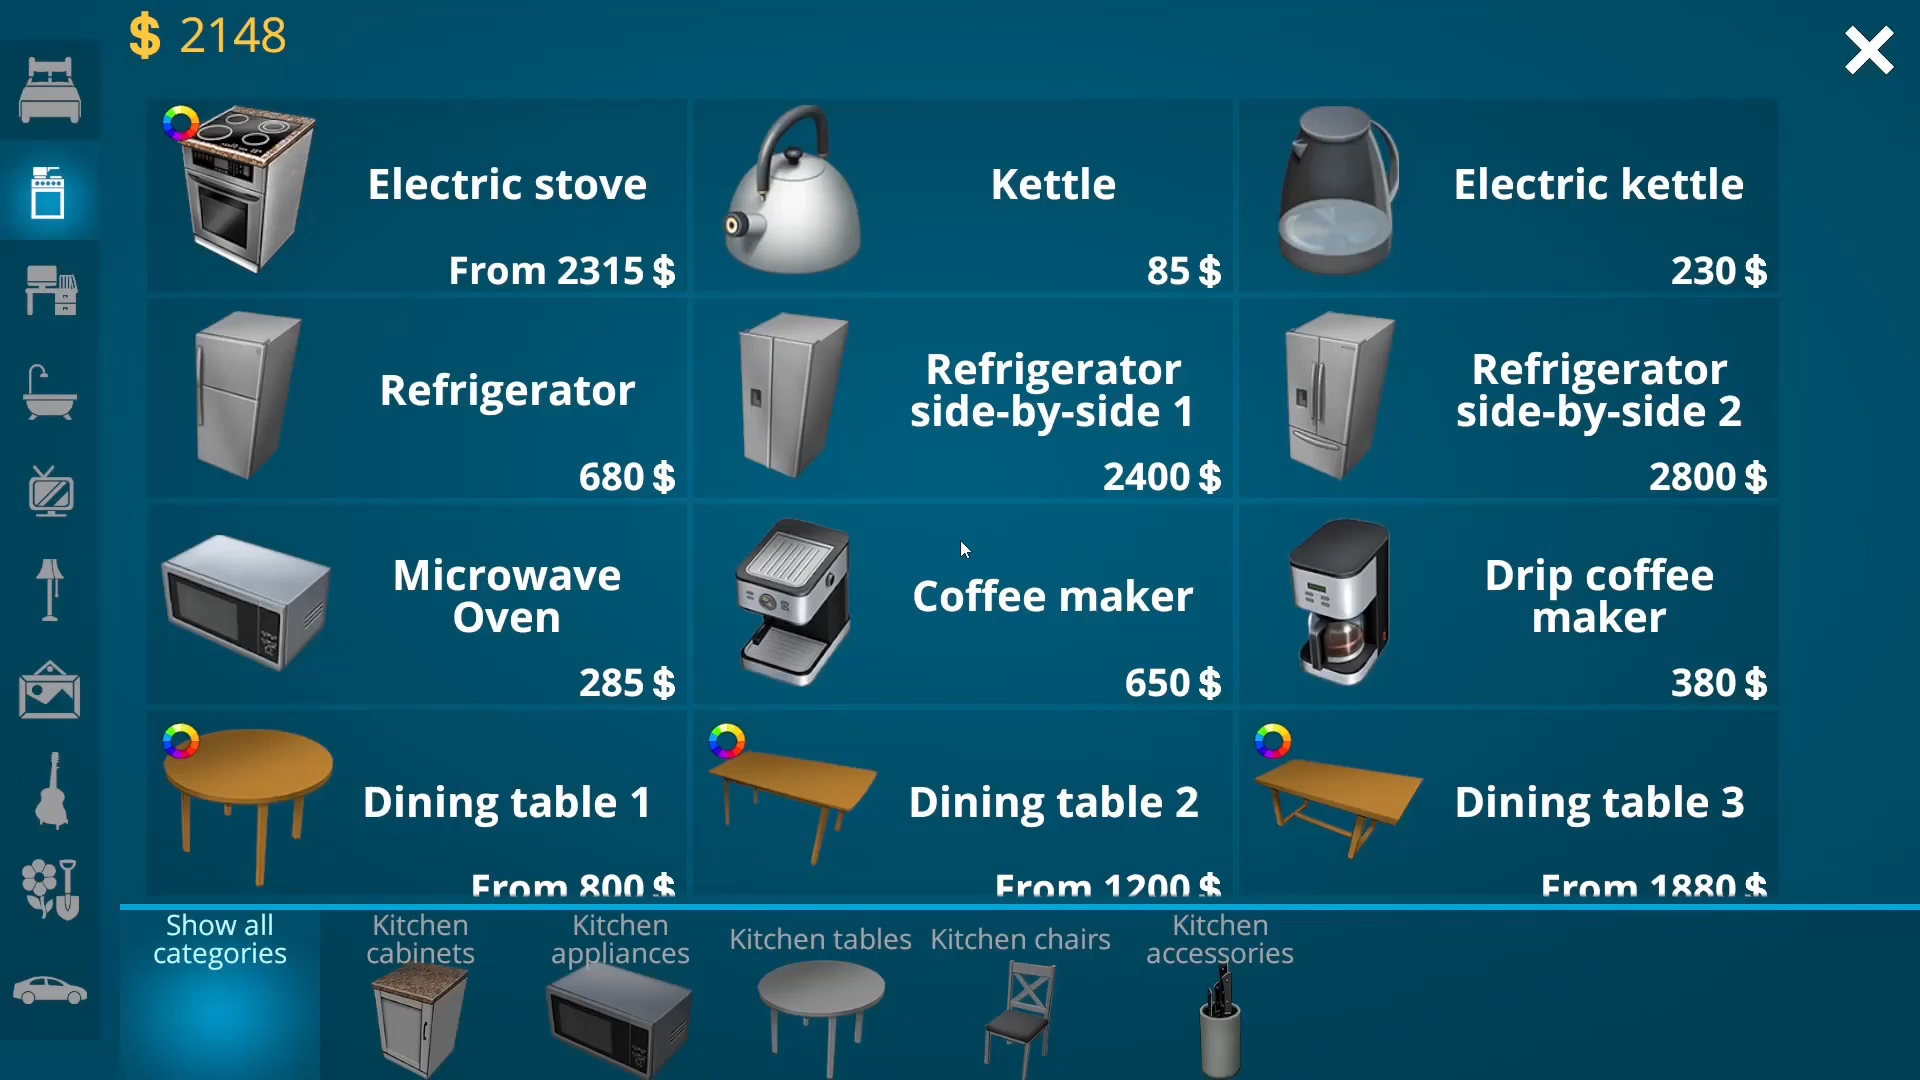 $ 2148
Electric stove
From 2315 $
Kettle
85 $
Electric kettle
230 $
Refrigerator
680 $
Refrigerator
side-by-side 1
2400 $
Refrigerator
side-by-side 2
2800 $
Microwave
Oven
285 $
Coffee maker
650 $
Drip coffee
maker
380 $
Dining table 1
From 800 $
Dining table 2
From 1200 $
Dining table 3
From 1880 $
Show all
categories
Kitchen
cabinets
Kitchen
appliances
Kitchen tables
Kitchen chairs
Kitchen
accessories